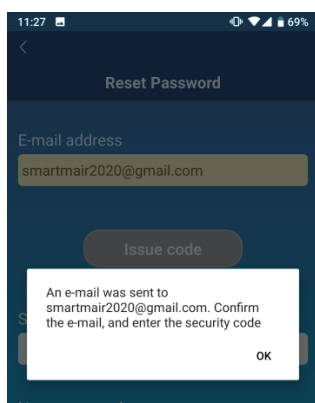 11:27 69%
Reset Password
E-mail address
smartmair2020@gmail.com
Issue code
An e-mail was sent to
smartmair2020@gmail.com. Confirm
the e-mail, and enter the security code
S
OK